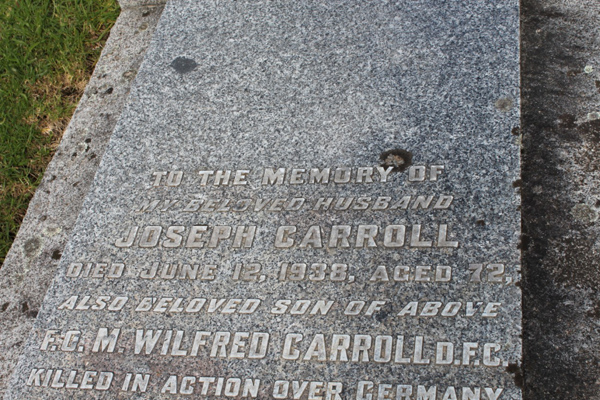 TO THE MEMORY OF
MY BELOVED HUSBAND
JOSEPH CARROLL
DIED JUNE 12, 1938, AGED 72,
ALSO BELOVED SON OF ABOVE
F.O. M. WILFRED CARROLL D.F.C.
KILLED IN ACTION OVER GERMANY